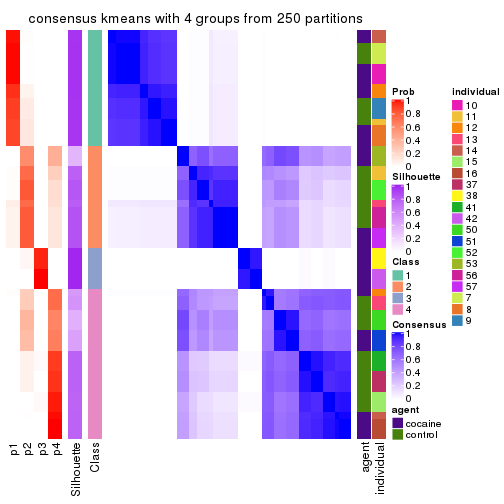 consensus kmeans with 4 groups from 250 partitions
p1
p2
p3
p4
Silhouette
Class
agent
individual
Prob
1
0.8
0.6
0.4
0.2
0
Silhouette
1
0.8
0.6
0.4
0.2
0
Class
1
2
3
4
Consensus
1
0.8
0.6
0.4
0.2
0
agent
cocaine
control
individual
10
11
12
13
14
15
16
37
38
41
42
50
51
52
53
56
57
7
8
9